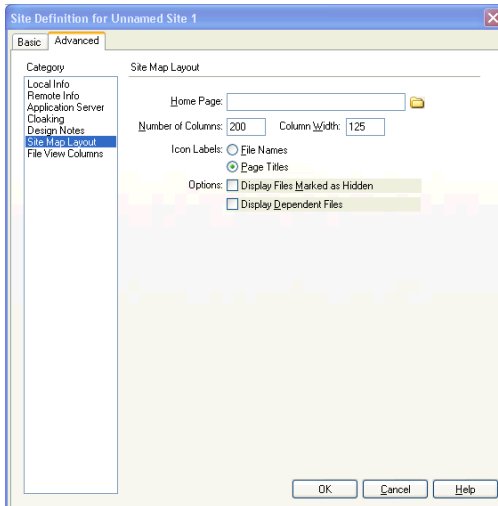 Site Definition for Unnamed Site 1
Basic
Advanced
Category
Local Info
Remote Info
Application Server
Cloaking
Design Notes
Site Map Layout
File View Columns
Site Map Layout
Home Page:
Number of Columns: 200 Column Width: 125
Icon Labels: File Names
Page Titles
Options: Display Files Marked as Hidden
Display Dependent Files
OK Cancel Help